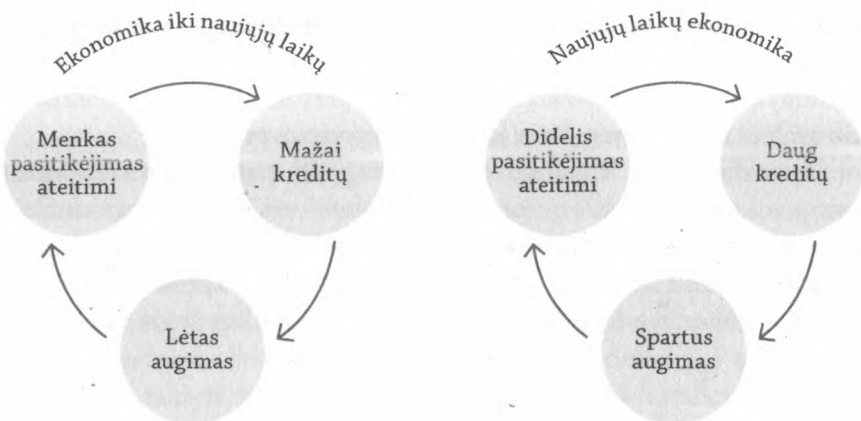 Ekonomika iki naujųjų laikų
Menkas
pasitikėjimas
ateitimi
Mažai
kreditų
Lėtas
augimas
Naujųjų laikų ekonomika
Didelis
pasitikėjimas
ateitimi
Daug
kreditų
Spartus
augimas